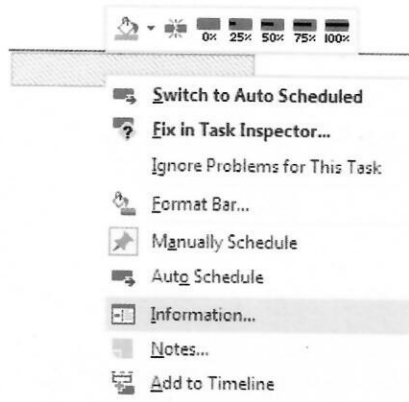 0% 25% 50% 75% 100%
Switch to Auto Scheduled
Fix in Task Inspector...
Ignore Problems for This Task
Format Bar...
Manually Schedule
Auto Schedule
Information...
Notes...
Add to Timeline